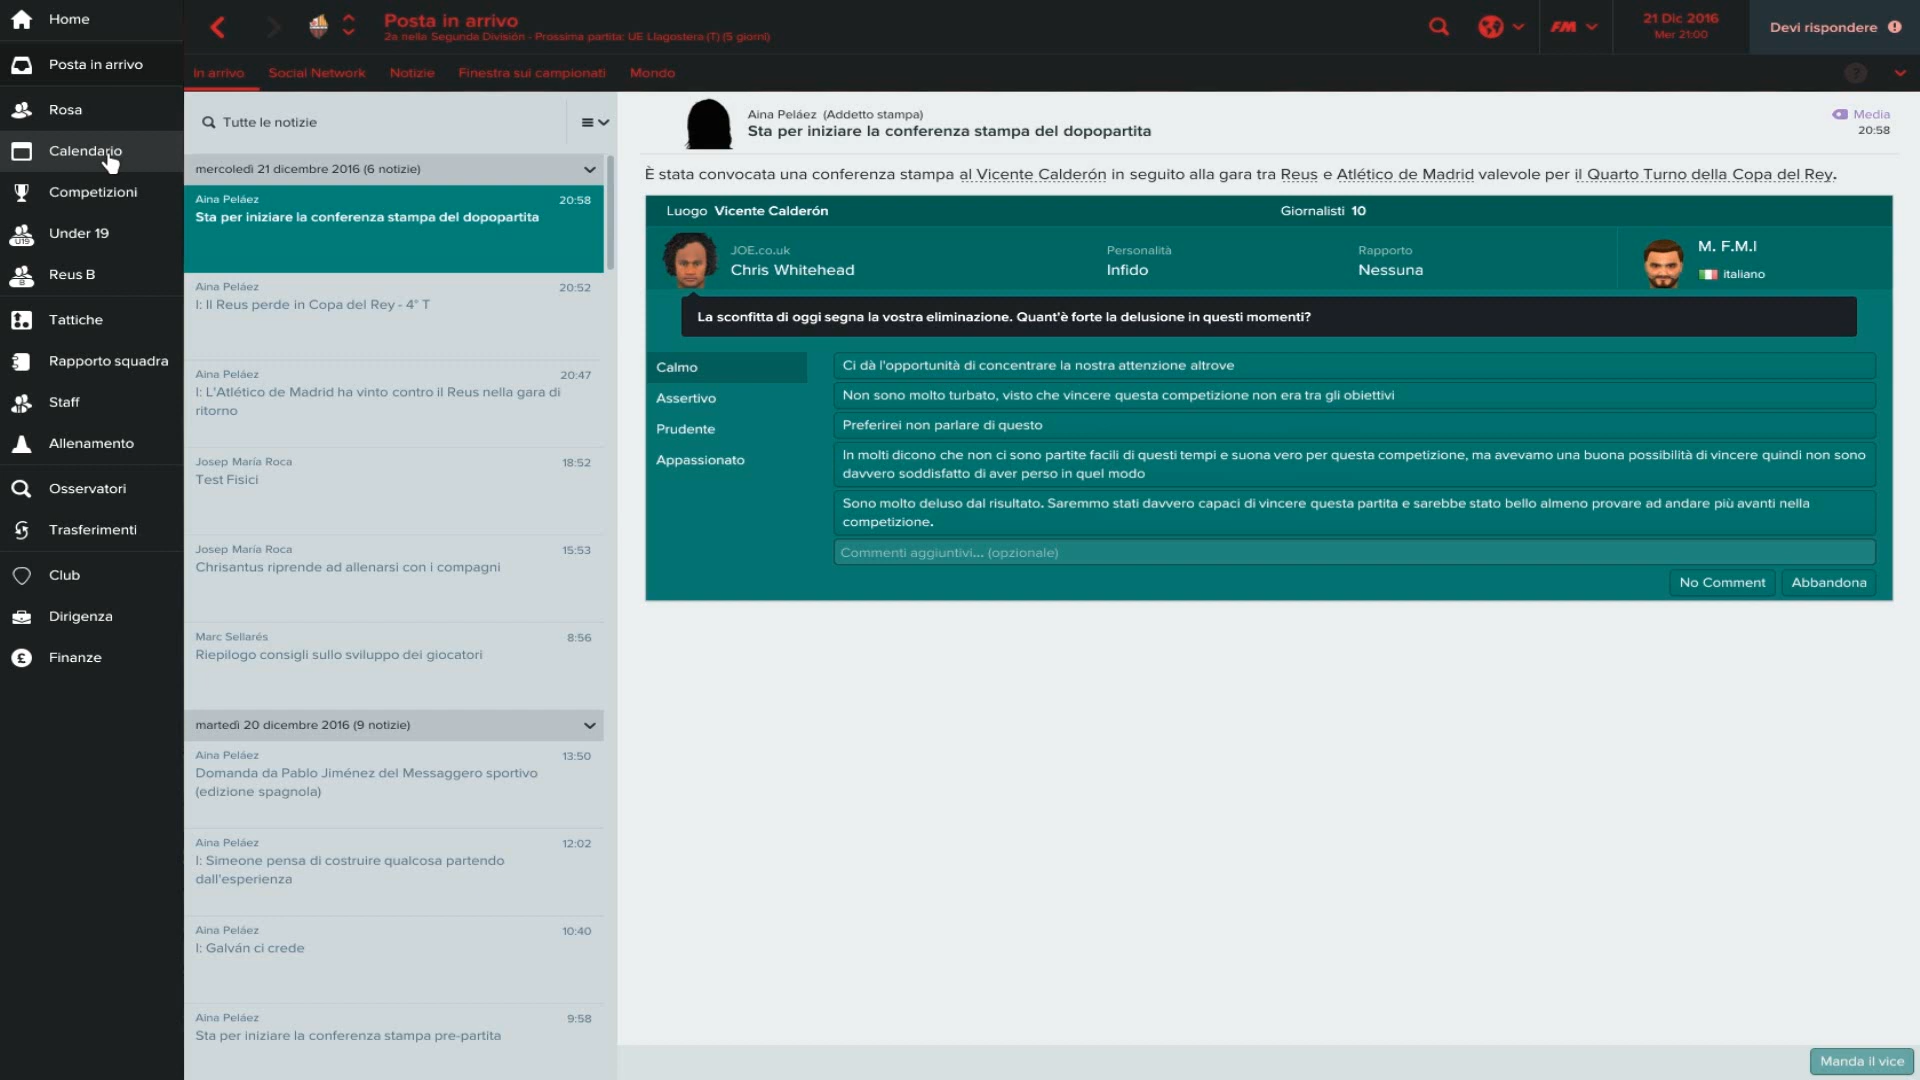 Home
Posta in arrivo
Rosa
Calendario
Competizioni
U19
Under 19
B
Reus B
Tattiche
Rapporto squadra
Staff
Allenamento
Osservatori
Trasferimenti
Club
Dirigenza
Finanze
Posta in arrivo
2a nella Segunda División - Prossima partita: UE Llagostera (T) (5 giorni)
FM
21 Dic 2016
Mer 21:00
Devi rispondere
In arrivo
Social Network
Notizie
Finestra sui campionati
Mondo
?
Tutte le notizie
mercoledì 21 dicembre 2016 (6 notizie)
Aina Peláez 20:58
Sta per iniziare la conferenza stampa del dopopartita
Aina Peláez 20:52
I: Il Reus perde in Copa del Rey - 4° T
Aina Peláez 20:47
I: L'Atlético de Madrid ha vinto contro il Reus nella gara di
ritorno
Josep María Roca 18:52
Test Fisici
Josep María Roca 15:53
Chrisantus riprende ad allenarsi con i compagni
Marc Sellarés 8:56
Riepilogo consigli sullo sviluppo dei giocatori
martedì 20 dicembre 2016 (9 notizie)
Aina Peláez 13:50
Domanda da Pablo Jiménez del Messaggero sportivo
(edizione spagnola)
Aina Peláez 12:02
I: Simeone pensa di costruire qualcosa partendo
dall'esperienza
Aina Peláez 10:40
I: Galván ci crede
Aina Peláez 9:58
Sta per iniziare la conferenza stampa pre-partita
Aina Peláez (Addetto stampa)
Sta per iniziare la conferenza stampa del dopopartita
Media
20:58
È stata convocata una conferenza stampa al Vicente Calderón in seguito alla gara tra Reus e Atlético de Madrid valevole per il Quarto Turno della Copa del Rey.
Luogo Vicente Calderón
Giornalisti 10
JOE.co.uk
Chris Whitehead
Personalità
Infido
Rapporto
Nessuna
M. F.M.I
italiano
La sconfitta di oggi segna la vostra eliminazione. Quant'è forte la delusione in questi momenti?
Calmo
Assertivo
Prudente
Appassionato
Ci dà l'opportunità di concentrare la nostra attenzione altrove
Non sono molto turbato, visto che vincere questa competizione non era tra gli obiettivi
Preferirei non parlare di questo
In molti dicono che non ci sono partite facili di questi tempi e suona vero per questa competizione, ma avevamo una buona possibilità di vincere quindi non sono
davvero soddisfatto di aver perso in quel modo
Sono molto deluso dal risultato. Saremmo stati davvero capaci di vincere questa partita e sarebbe stato bello almeno provare ad andare più avanti nella
competizione.
Commenti aggiuntivi... (opzionale)
No Comment
Abbandona
Manda il vice